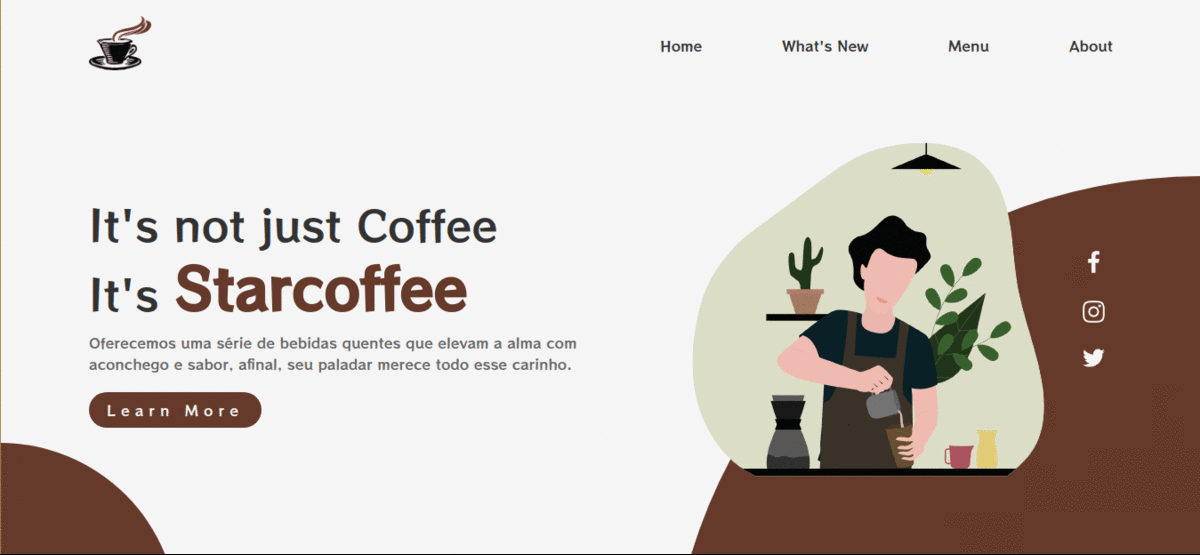 Home
What's New
Menu
About
It's not just Coffee
It's Starcoffee
Oferecemos uma série de bebidas quentes que elevam a alma com
aconchego e sabor, afinal, seu paladar merece todo esse carinho.
Learn More